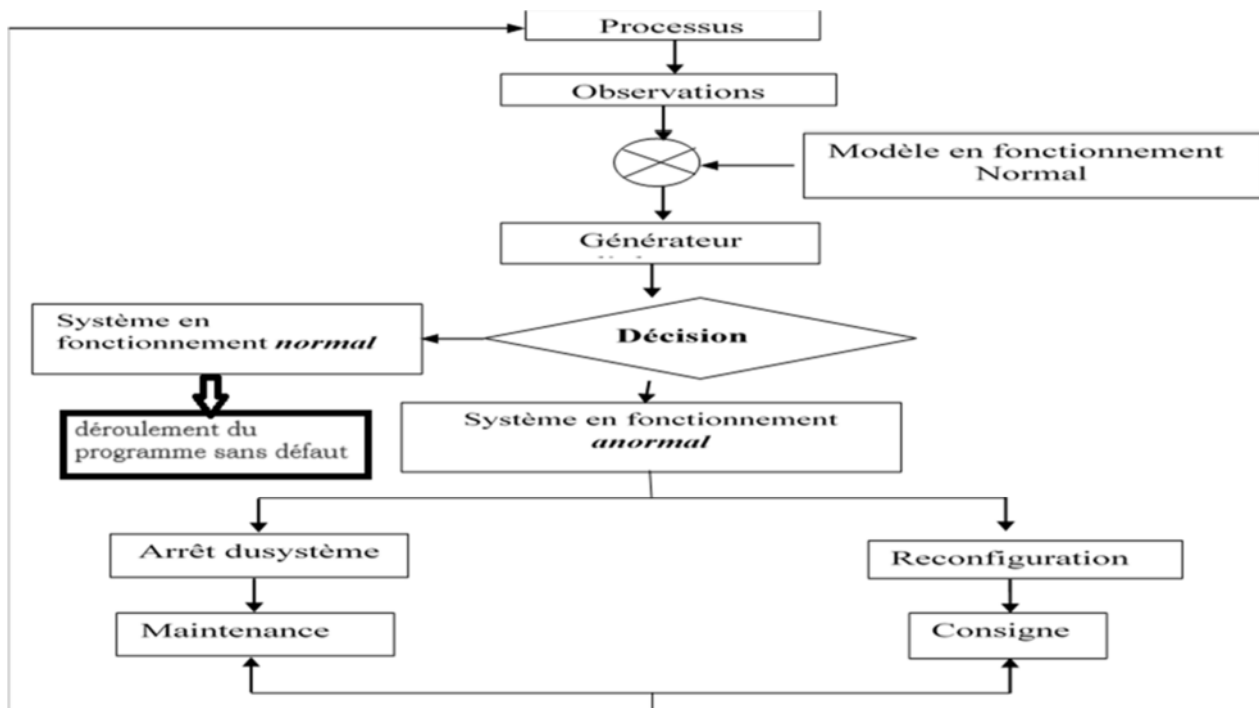 Processus
Observations
Modèle en fonctionnement
Normal
Générateur
Système en
fonctionnement normal
Décision
déroulement du
programme sans défaut
Système en fonctionnement
anormal
Arrêt dusystème
Reconfiguration
Maintenance
Consigne